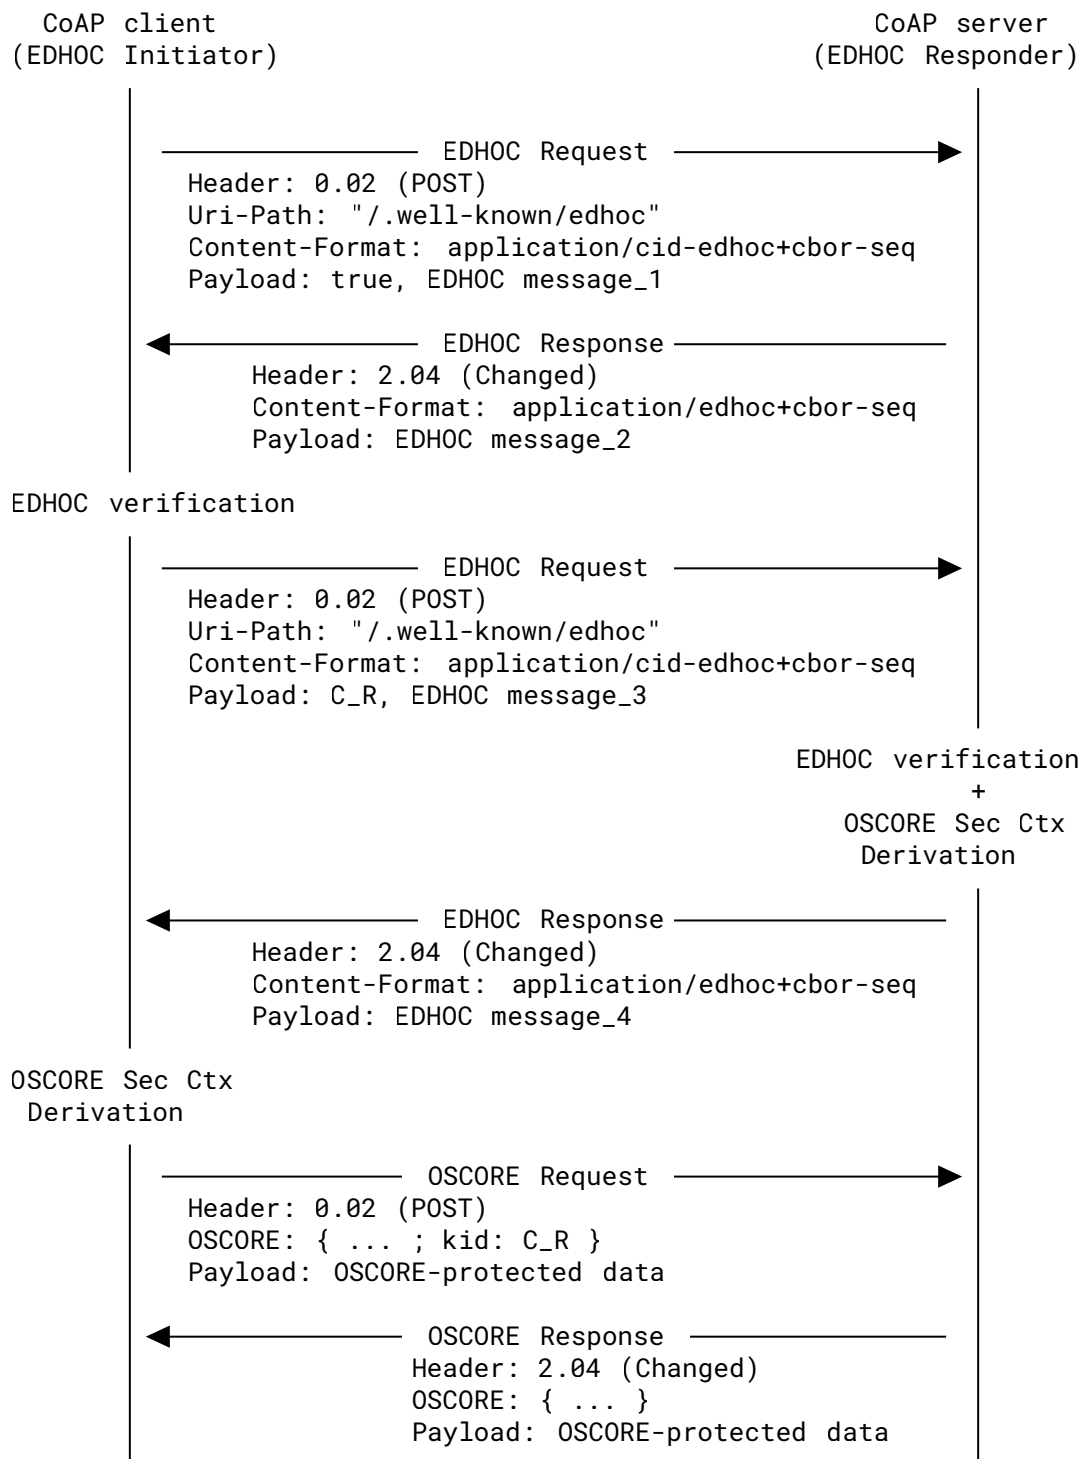 CoAP client
CoAP server
(EDHOC Initiator)
(EDHOC Responder)
EDHOC Request
Header: 0.02 (POST)
Uri-Path: "/.well-known/edhoc"
Content-Format: application/cid-edhoc+cbor-seq
Payload: true, EDHOC message_1
EDHOC Response
Header: 2.04 (Changed)
Content-Format: application/edhoc+cbor-seq
Payload: EDHOC message_2
EDHOC verification
EDHOC Request
Header: 0.02 (POST)
Uri-Path: "/.well-known/edhoc"
Content-Format: application/cid-edhoc+cbor-seq
Payload: C_R, EDHOC message_3
EDHOC verification
+
OSCORE Sec Ctx
Derivation
EDHOC Response
Header: 2.04 (Changed)
Content-Format: application/edhoc+cbor-seq
Payload: EDHOC message_4
OSCORE Sec Ctx
Derivation
OSCORE Request
Header: 0.02 (POST)
OSCORE: { ... ; kid: C_R }
Payload: OSCORE-protected data
OSCORE Response
Header: 2.04 (Changed)
OSCORE: { ... }
Payload: OSCORE-protected data